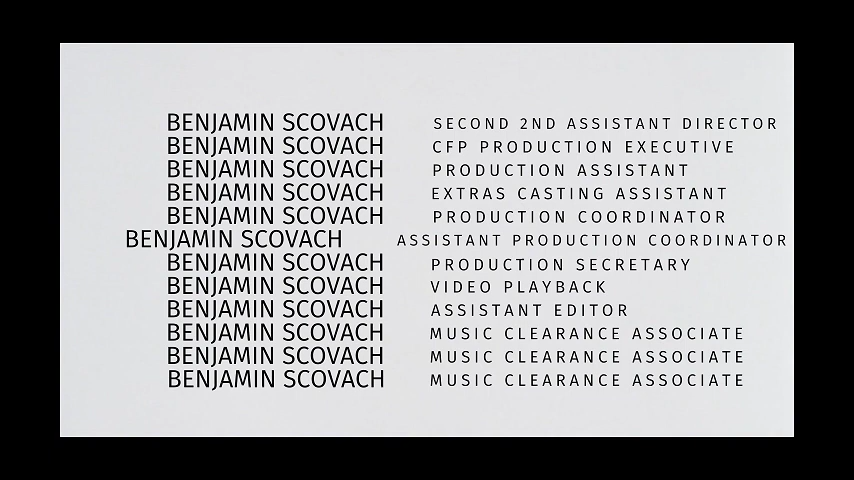 BENJAMIN SCOVACH SECOND 2ND ASSISTANT DIRECTOR
BENJAMIN SCOVACH CFP PRODUCTION EXECUTIVE
BENJAMIN SCOVACH PRODUCTION ASSISTANT
BENJAMIN SCOVACH EXTRAS CASTING ASSISTANT
BENJAMIN SCOVACH PRODUCTION COORDINATOR
BENJAMIN SCOVACH ASSISTANT PRODUCTION COORDINATOR
BENJAMIN SCOVACH PRODUCTION SECRETARY
BENJAMIN SCOVACH VIDEO PLAYBACK
BENJAMIN SCOVACH ASSISTANT EDITOR
BENJAMIN SCOVACH MUSIC CLEARANCE ASSOCIATE
BENJAMIN SCOVACH MUSIC CLEARANCE ASSOCIATE
BENJAMIN SCOVACH MUSIC CLEARANCE ASSOCIATE